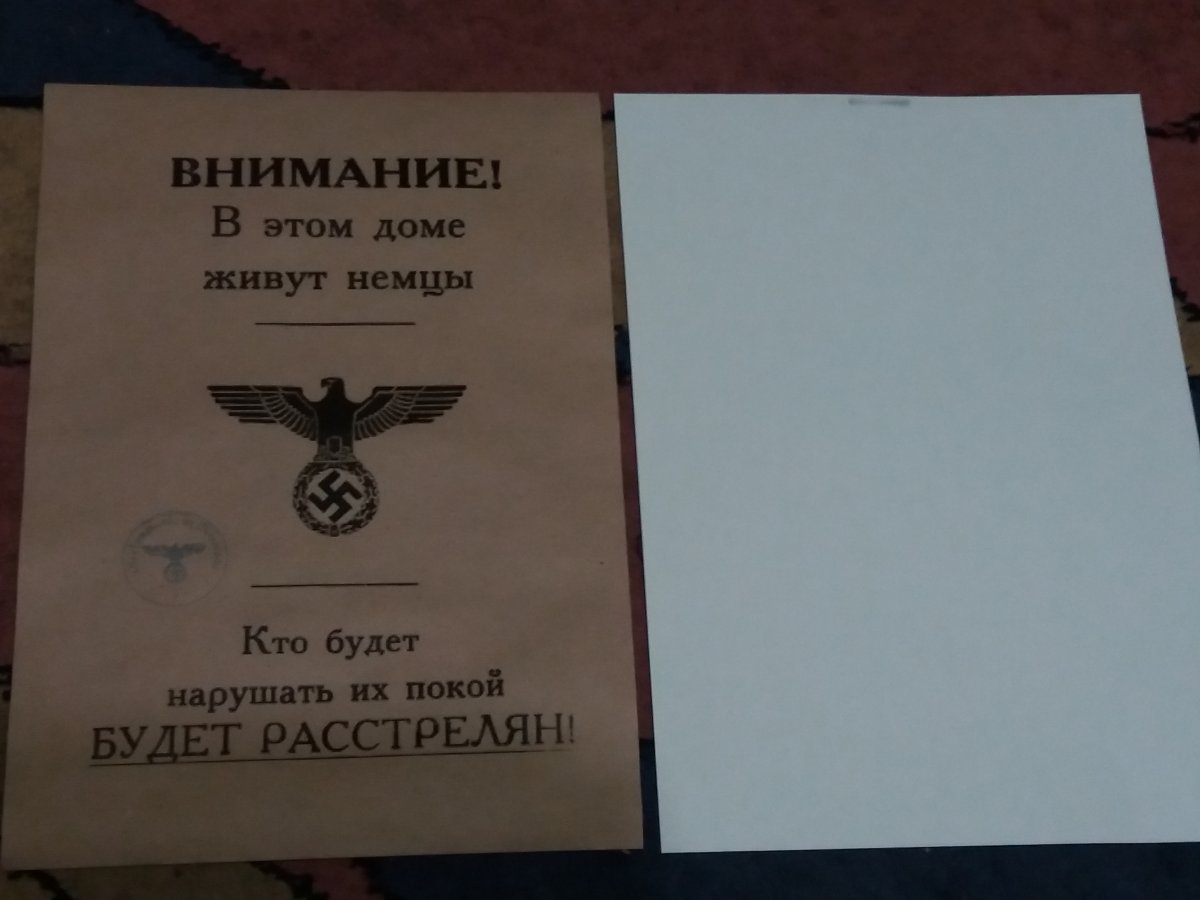 ВНИМАНИЕ!
В этом доме
живут немцы
Кто будет
нарушать их покой
БУДЕТ РАССТРЕЛЯН!